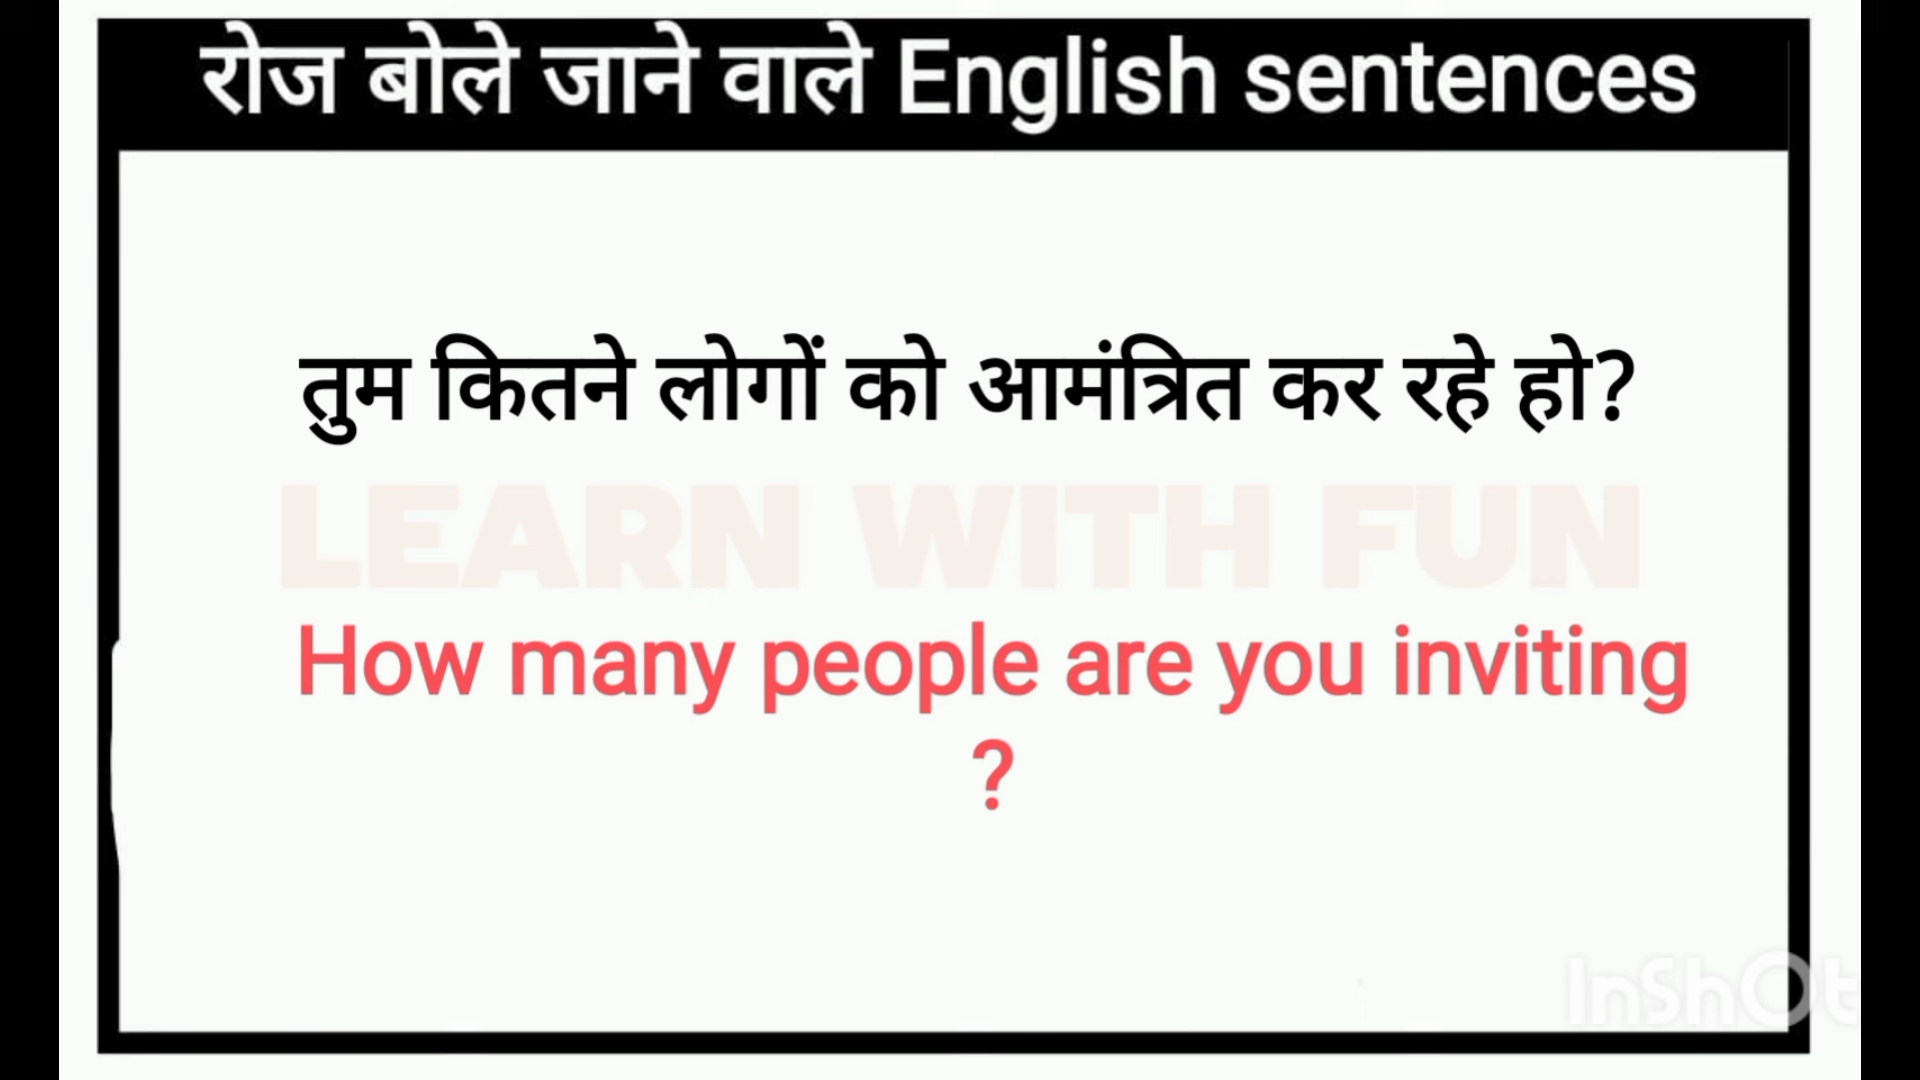 रोज बोले जाने वाले English sentences
तुम कितने लोगों को आमंत्रित कर रहे हो?
LEARN WITH FUN
How many people are you inviting
?
InShOt